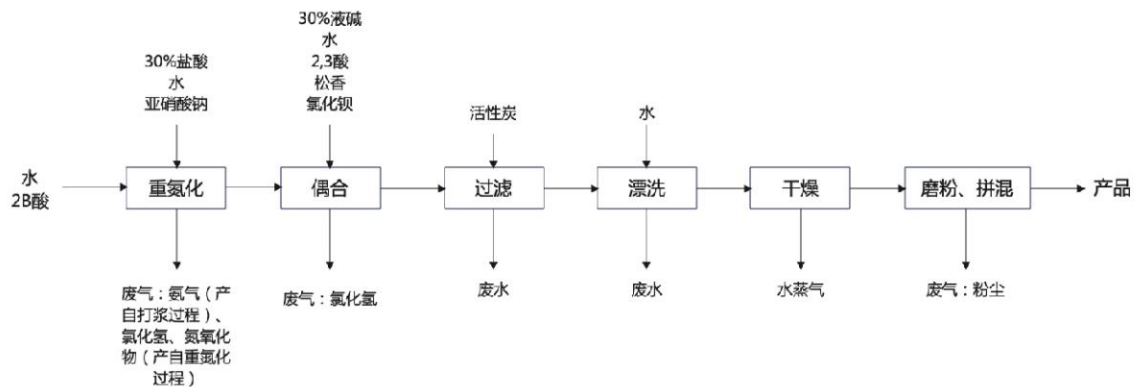 30%盐酸
水
亚硝酸钠
30%液碱
水
2,3酸
松香
氯化钡
活性炭
水
水
2B酸
重氮化
偶合
过滤
漂洗
干燥
磨粉、拼混
产品
废气：氨气（产
自打浆过程）、
氯化氢、氮氧化
物（产自重氮化
过程）
废气：氯化氢
废水
废水
水蒸气
废气：粉尘